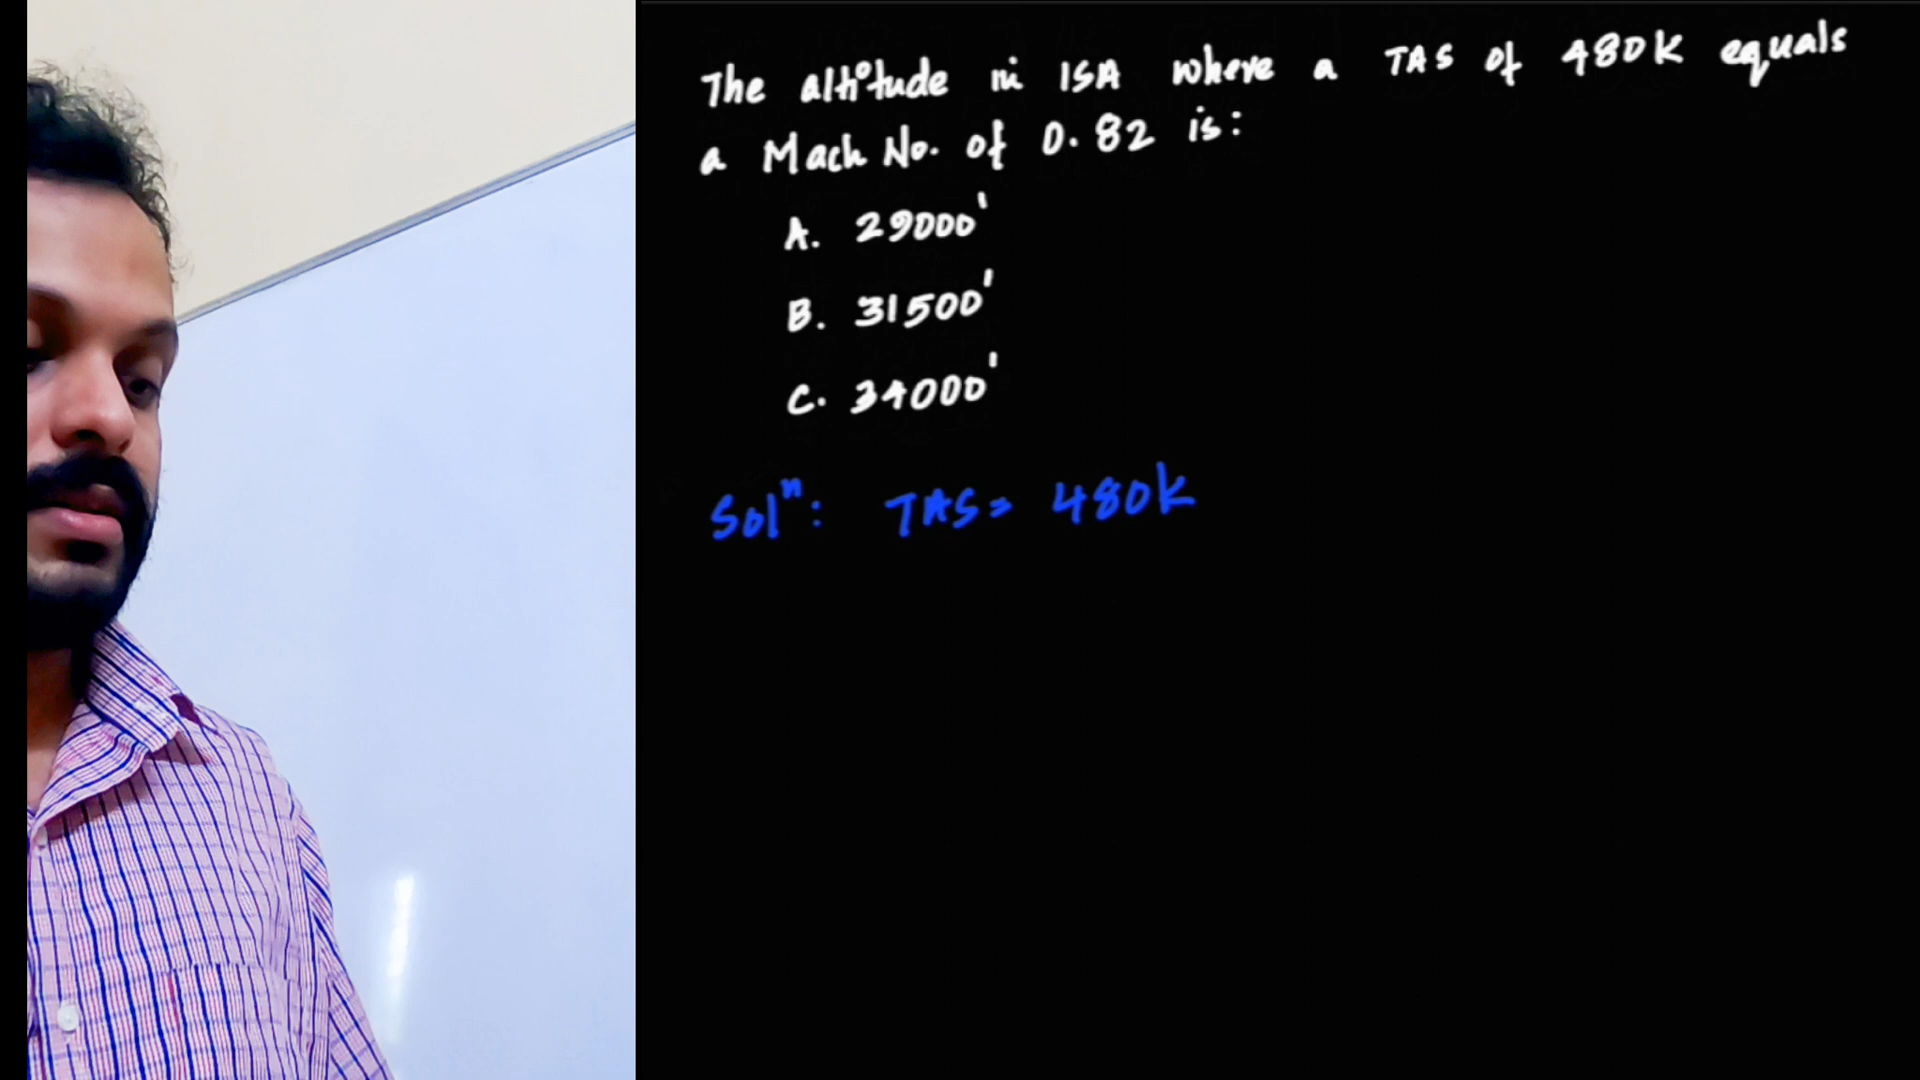 The altitude in ISA where a TAS of 480K equals
a Mach No. of 0.82 is:
A. 29000'
B. 31500'
C. 34000'
Solⁿ: TAS = 480K